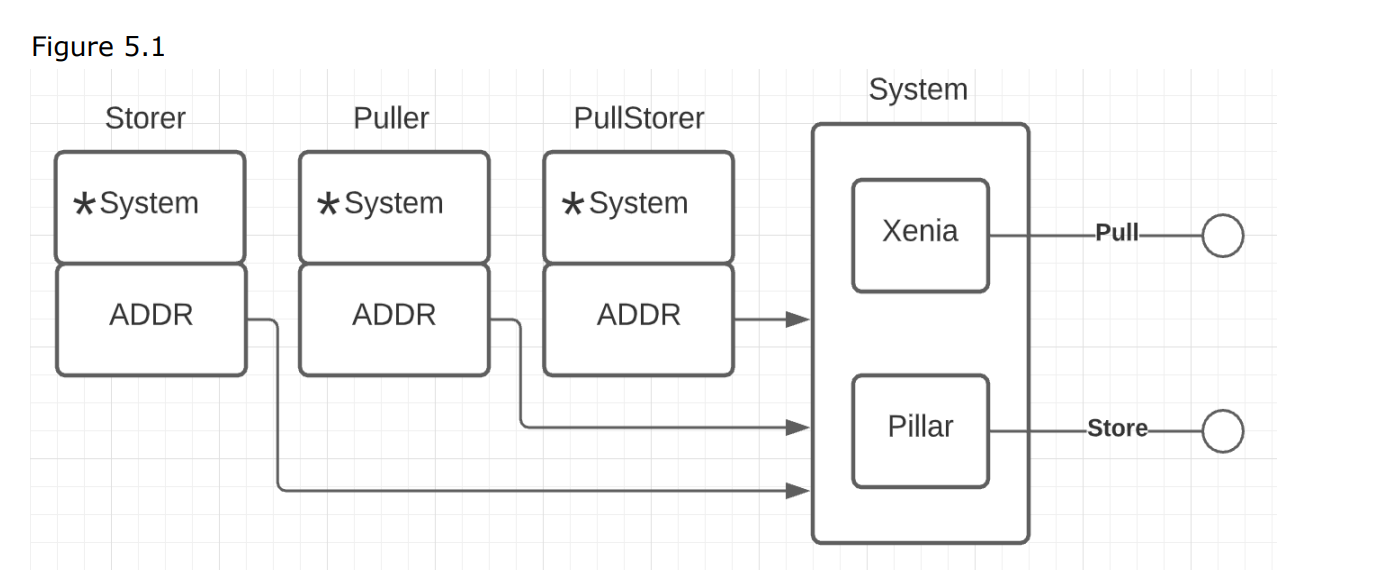 Figure 5.1
System
Storer
Puller
PullStorer
*System
*System
*System
Xenia
Pull
ADDR
ADDR
ADDR
Pillar
Store